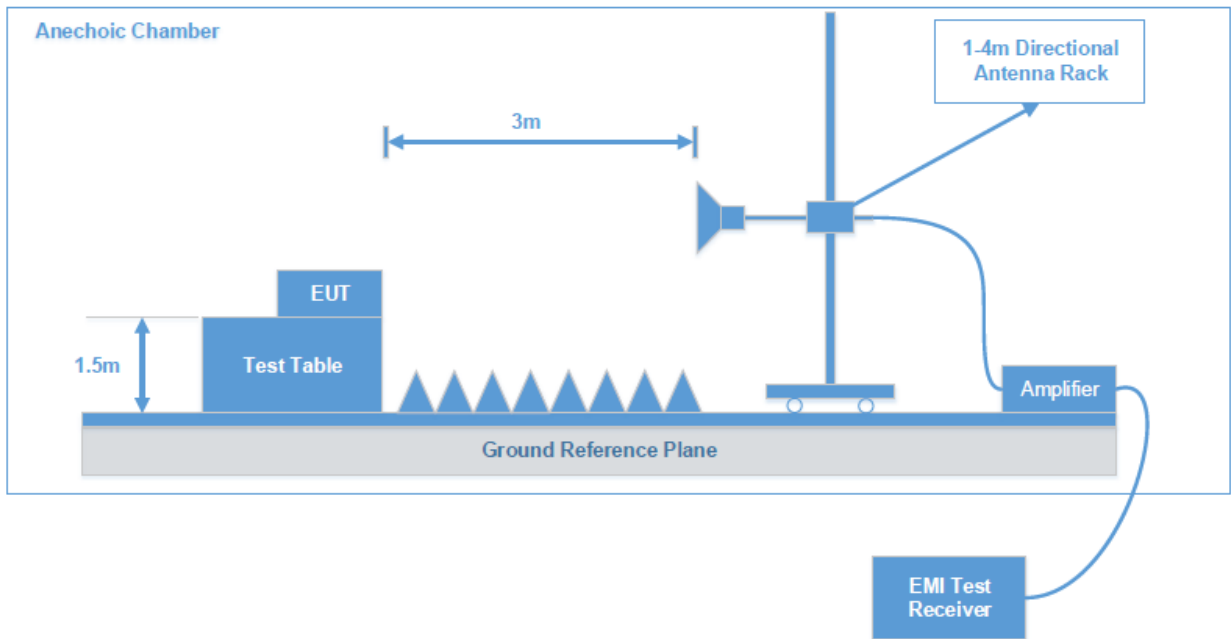 Anechoic Chamber
1-4m Directional
Antenna Rack
3m
EUT
1.5m
Test Table
Amplifier
Ground Reference Plane
EMI Test
Receiver